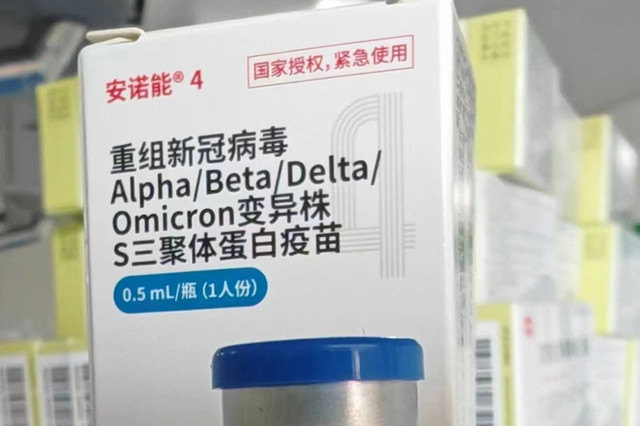 安诺能® 4
国家授权，紧急使用
重组新冠病毒
Alpha/Beta/Delta/
Omicron变异株
S三聚体蛋白疫苗
0.5 mL/瓶 (1人份)
4